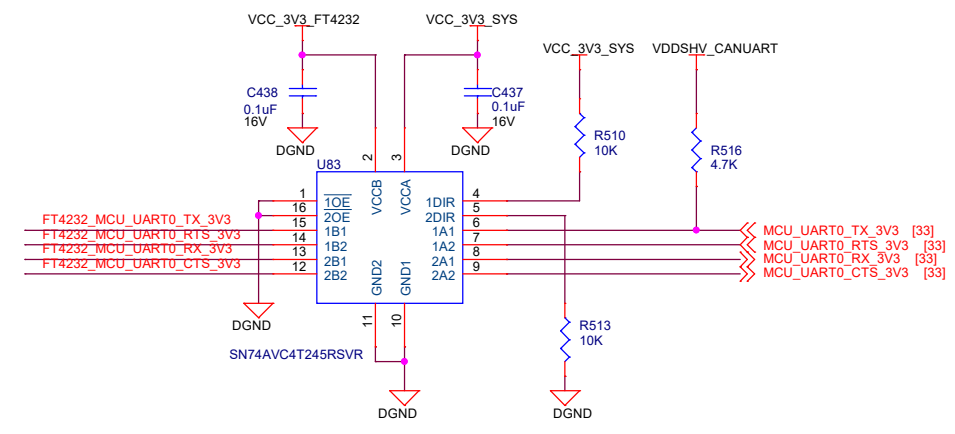 VCC_3V3_FT4232
VCC_3V3_SYS
VCC_3V3_SYS
VDDSHV_CANUART
C438
0.1uF
16V
C437
0.1uF
16V
R510
10K
R516
4.7K
DGND
DGND
U83
2
3
VCCB
VCCA
1
1OE
1DIR
4
16
2OE
2DIR
5
FT4232_MCU_UART0_TX_3V3
15
1B1
1A1
6
MCU_UART0_TX_3V3 [33]
FT4232_MCU_UART0_RTS_3V3
14
1B2
1A2
7
MCU_UART0_RTS_3V3 [33]
FT4232_MCU_UART0_RX_3V3
13
2B1
2A1
8
MCU_UART0_RX_3V3 [33]
FT4232_MCU_UART0_CTS_3V3
12
2B2
2A2
9
MCU_UART0_CTS_3V3 [33]
GND2
GND1
11
10
DGND
R513
10K
SN74AVC4T245RSVR
DGND
DGND